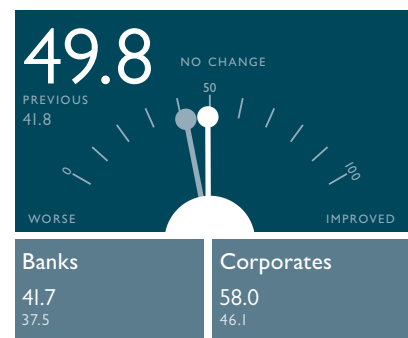 49.8
NO CHANGE
50
PREVIOUS
41.8
0
100
WORSE
IMPROVED
Banks
41.7
37.5
Corporates
58.0
46.1